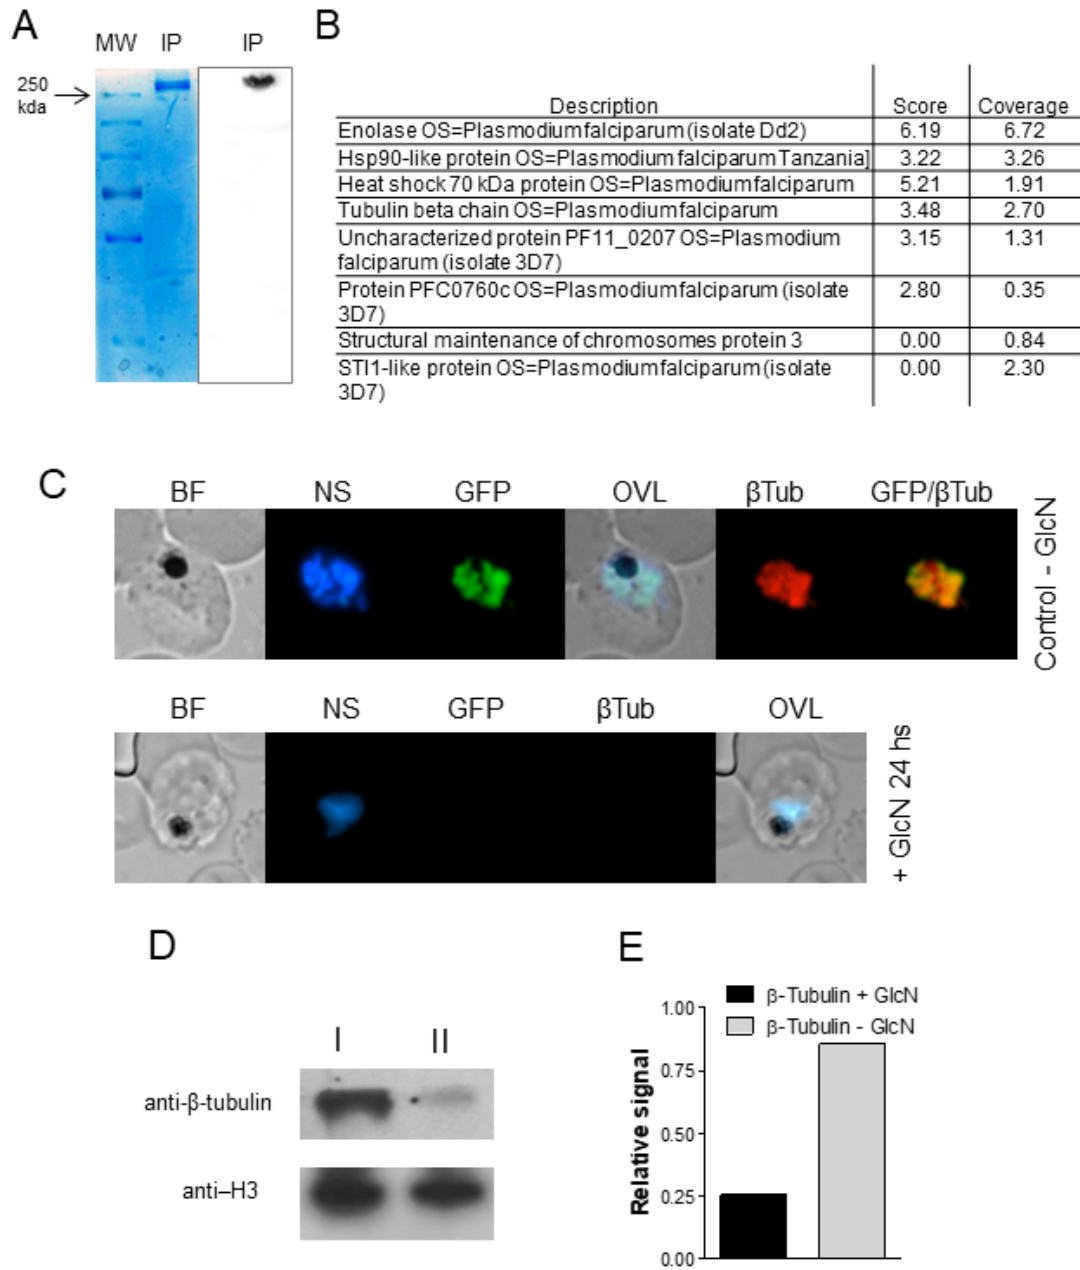 A
B
MW IP IP
250
kda
Description Score Coverage
Enolase OS=Plasmodium falciparum (isolate Dd2) 6.19 6.72
Hsp90-like protein OS=Plasmodium falciparum Tanzania] 3.22 3.26
Heat shock 70 kDa protein OS=Plasmodium falciparum 5.21 1.91
Tubulin beta chain OS=Plasmodium falciparum 3.48 2.70
Uncharacterized protein PF11_0207 OS=Plasmodium 3.15 1.31
falciparum (isolate 3D7)
Protein PFC0760c OS=Plasmodium falciparum (isolate 2.80 0.35
3D7)
Structural maintenance of chromosomes protein 3 0.00 0.84
STI1-like protein OS=Plasmodium falciparum (isolate 0.00 2.30
3D7)
C
BF NS GFP OVL βTub GFP/βTub
Control - GlcN
BF NS GFP βTub OVL
+ GlcN 24 hs
D
I II
anti-β-tubulin
anti–H3
E
β-Tubulin + GlcN
β-Tubulin - GlcN
Relative signal
1.00
0.75
0.50
0.25
0.00